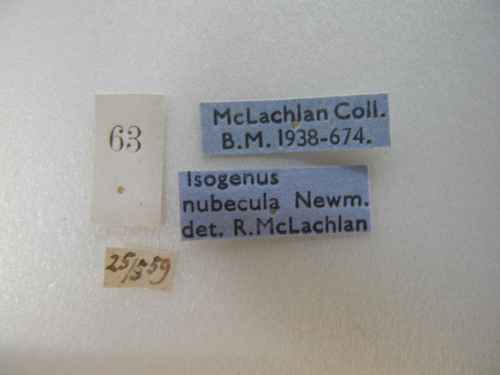 63
McLachlan Coll.
B.M. 1938-674.
Isogenus
nubecula Newm.
det. R. McLachlan
25/5 59